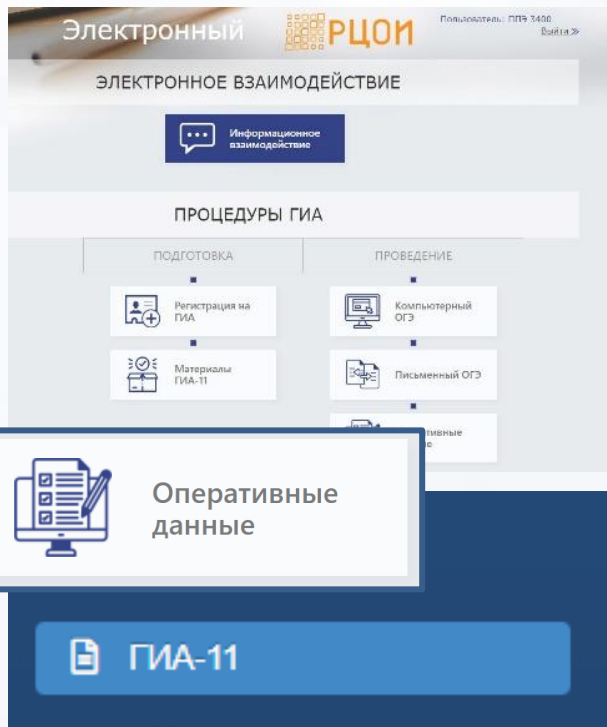 Электронный РЦОИ
Пользователь: ППЭ 3400
Выйти »
ЭЛЕКТРОННОЕ ВЗАИМОДЕЙСТВИЕ
Информационное
взаимодействие
ПРОЦЕДУРЫ ГИА
ПОДГОТОВКА
ПРОВЕДЕНИЕ
Регистрация на
ГИА
Компьютерный
ОГЭ
Материалы
ГИА-11
Письменный ОГЭ
Оперативные
данные
ГИА-11